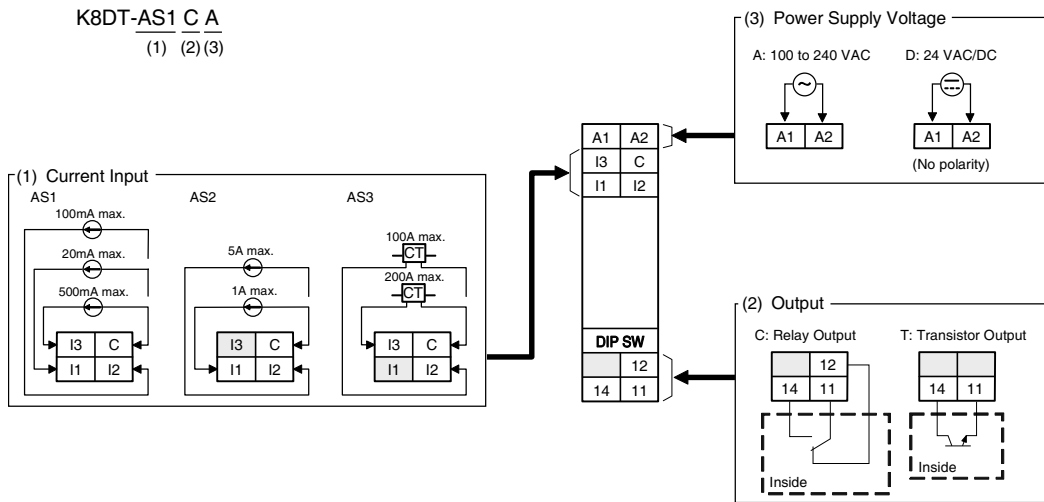 K8DT-AS1 C A
(1) (2) (3)
(1) Current Input
AS1
100mA max.
20mA max.
500mA max.
I3 C
I1 I2
AS2
5A max.
1A max.
I3 C
I1 I2
AS3
100A max.
CT
200A max.
CT
I3 C
I1 I2
A1 A2
I3 C
I1 I2
DIP SW
12
14 11
(3) Power Supply Voltage
A: 100 to 240 VAC
A1 A2
D: 24 VAC/DC
A1 A2
(No polarity)
(2) Output
C: Relay Output
12
14 11
Inside
T: Transistor Output
14 11
Inside